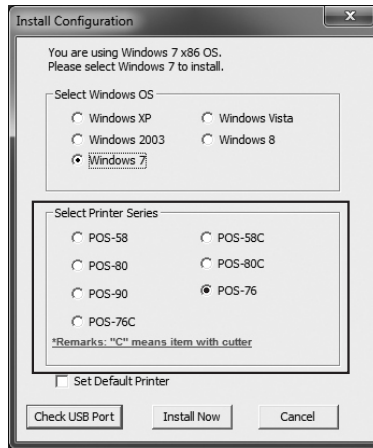 Install Configuration
x
You are using Windows 7 x86 OS.
Please select Windows 7 to install.
Select Windows OS
Windows XP Windows Vista
Windows 2003 Windows 8
Windows 7
Select Printer Series
POS-58 POS-58C
POS-80 POS-80C
POS-90 POS-76
POS-76C
*Remarks: "C" means item with cutter
Set Default Printer
Check USB Port Install Now Cancel